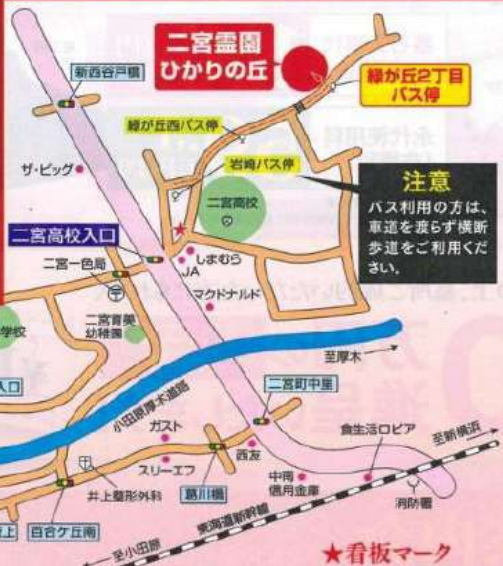 二宮霊園
ひかりの丘
新西谷戸橋
緑が丘2丁目
バス停
緑が丘西バス停
岩崎バス停
ザ・ビッグ
二宮高校
注意
バス利用の方は、
車道を渡らず横断
歩道をご利用くだ
さい。
二宮高校入口
しまむら
JA
二宮一色局
マクドナルド
二宮育美
幼稚園
学校
入口
至厚木
小田原厚木道路
二宮町中里
ガスト
西友
食生活ロピア
至新横浜
スリーエフ
中南
信用金庫
井上整形外科
葛川橋
消防署
東海道新幹線
上
百合ケ丘南
至小田原
★看板マーク